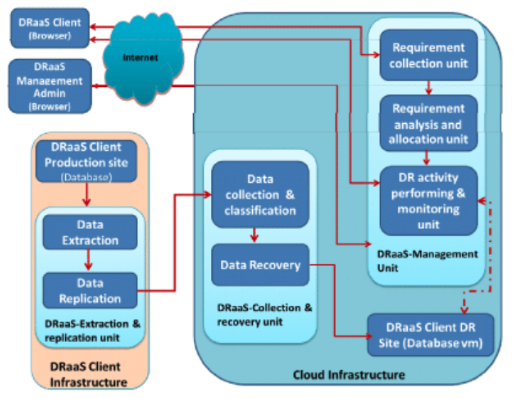 DRaaS Client
(Browser)
DRaaS
Management
Admin
(Browser)
Internet
Requirement
collection unit
Requirement
analysis and
allocation unit
DR activity
performing &
monitoring
unit
DRaaS-Management
Unit
DRaaS Client
Production site
(Database)
Data
Extraction
Data
Replication
DRaaS-Extraction &
replication unit
DRaaS Client
Infrastructure
Data
collection &
classification
Data Recovery
DRaaS-Collection &
recovery unit
DRaaS Client DR
Site (Database vm)
Cloud Infrastructure